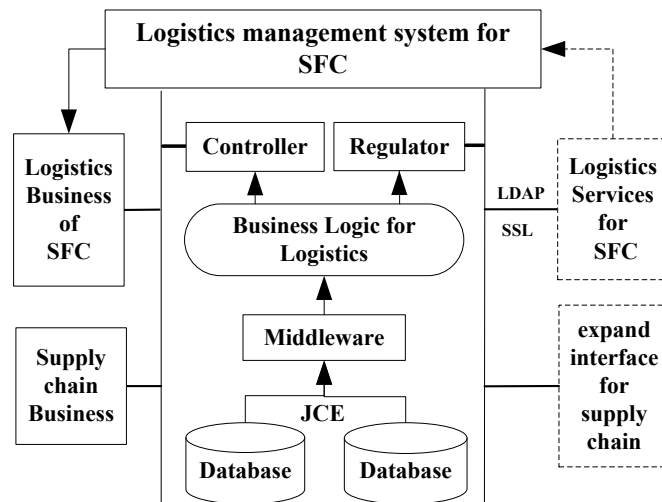 Logistics management system for
SFC
Controller
Regulator
Logistics
Business
of
SFC
LDAP
SSL
Logistics
Services
for
SFC
Business Logic for
Logistics
Middleware
Supply
chain
Business
expand
interface
for
supply
chain
JCE
Database
Database